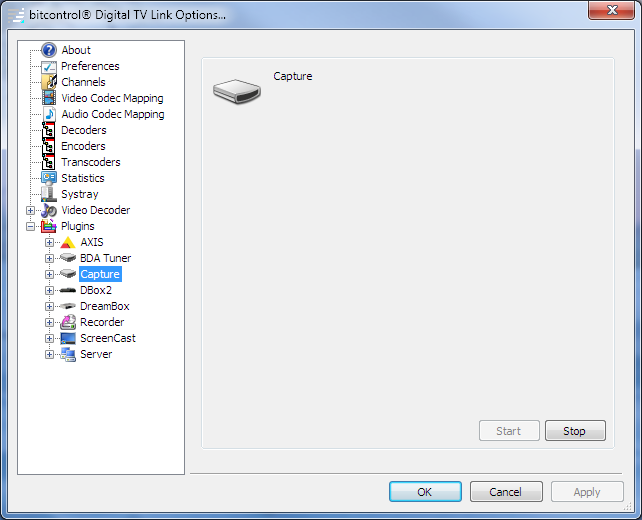 bitcontrol® Digital TV Link Options...
About
Preferences
Channels
Video Codec Mapping
Audio Codec Mapping
Decoders
Encoders
Transcoders
Statistics
Systray
Video Decoder
Plugins
AXIS
BDA Tuner
Capture
DBox2
DreamBox
Recorder
ScreenCast
Server
Capture
Start
Stop
OK
Cancel
Apply